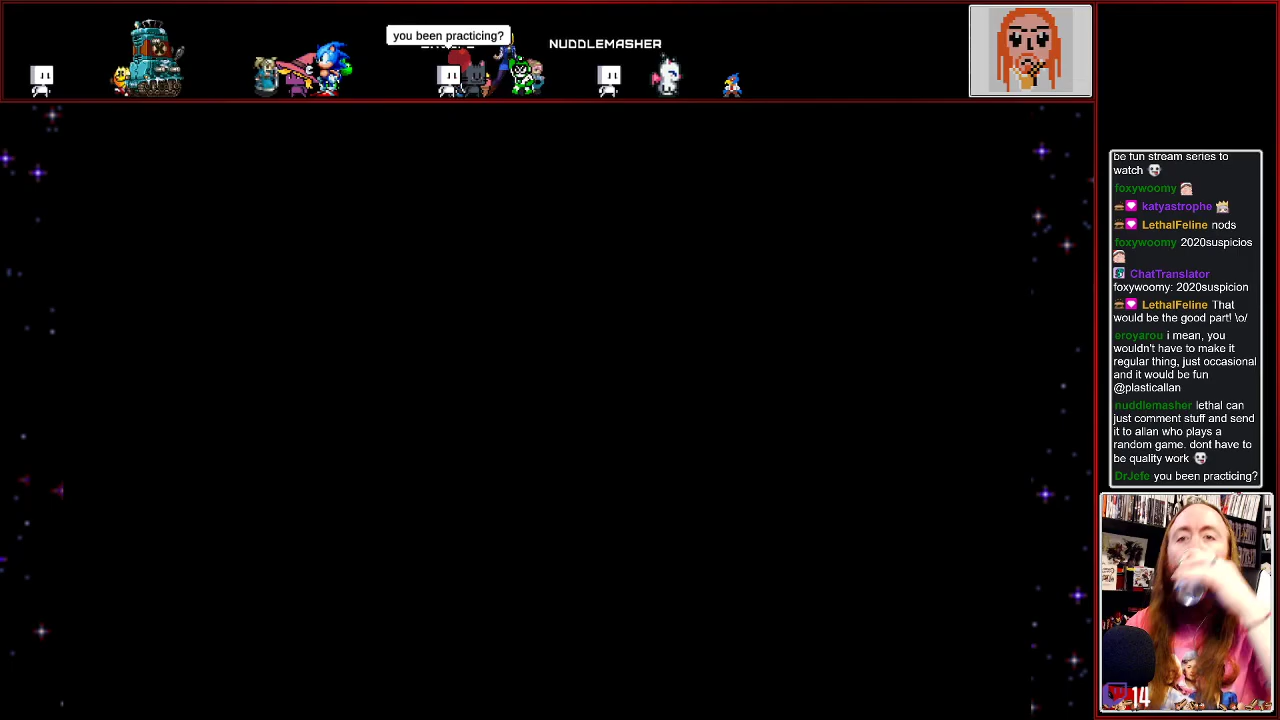 you been practicing?
NUDDLEMASHER
be fun stream series to
watch
foxywoomy
katyastrophe
LethalFeline nods
foxywoomy 2020suspicios
ChatTranslator
foxywoomy: 2020suspicion
LethalFeline That
would be the good part! \o/
eroyarou i mean, you
wouldn't have to make it
regular thing, just occasional
and it would be fun
@plasticallan
nuddlemasher lethal can
just comment stuff and send
it to allan who plays a
random game. dont have to
be quality work
DrJefe you been practicing?
14